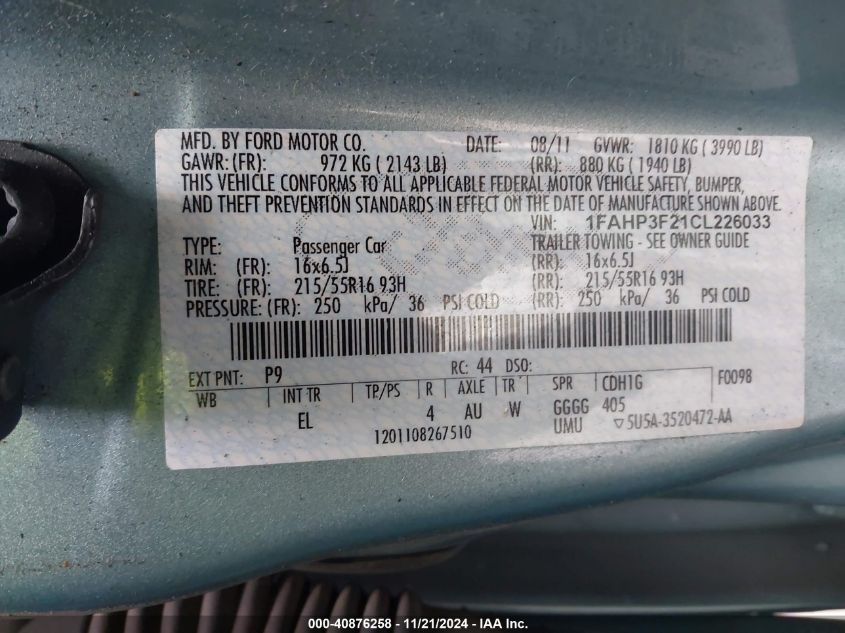 MFD. BY FORD MOTOR CO. DATE: 08/11 GVWR: 1810 KG ( 3990 LB)
GAWR: (FR): 972 KG ( 2143 LB) (RR): 880 KG ( 1940 LB)
THIS VEHICLE CONFORMS TO ALL APPLICABLE FEDERAL MOTOR VEHICLE SAFETY, BUMPER,
AND THEFT PREVENTION STANDARDS IN EFFECT ON THE DATE OF MANUFACTURE SHOWN ABOVE.
VIN: 1FAHP3F21CL226033
TYPE: Passenger Car TRAILER TOWING - SEE OWNER GUIDE
RIM: (FR): 16x6.5J (RR): 16x6.5J
TIRE: (FR): 215/55R16 93H (RR): 215/55R16 93H
PRESSURE: (FR): 250 kPa/ 36 PSI COLD (RR): 250 kPa/ 36 PSI COLD
EXT PNT: P9 RC: 44 DSO: F0098
WB INT TR TP/PS R AXLE TR SPR CDH1G
EL 4 AU W GGGG 405
1201108267510 UMU ▽5U5A-3520472-AA
000-40876258 - 11/21/2024 - IAA Inc.